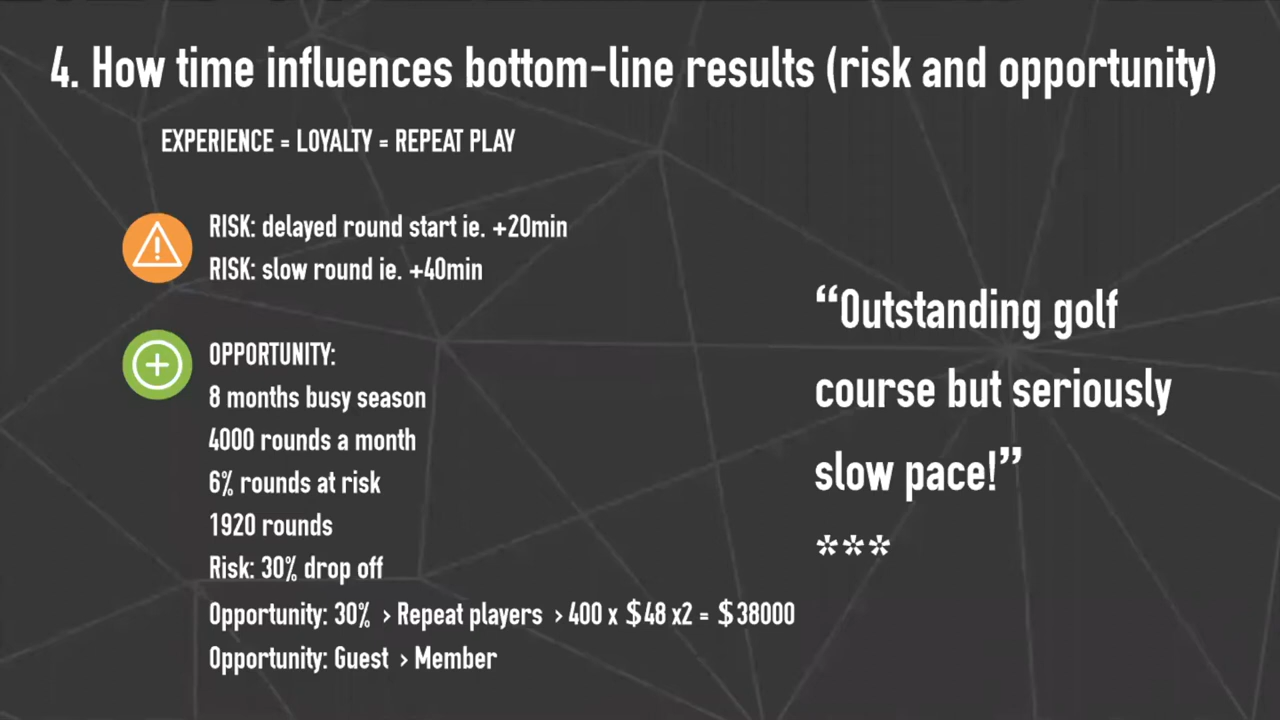 4. How time influences bottom-line results (risk and opportunity)
EXPERIENCE = LOYALTY = REPEAT PLAY
RISK: delayed round start ie. +20min
RISK: slow round ie. +40min
OPPORTUNITY:
8 months busy season
4000 rounds a month
6% rounds at risk
1920 rounds
Risk: 30% drop off
Opportunity: 30% > Repeat players > 400 x $48 x2 = $38000
Opportunity: Guest > Member
“Outstanding golf
course but seriously
slow pace!”
***